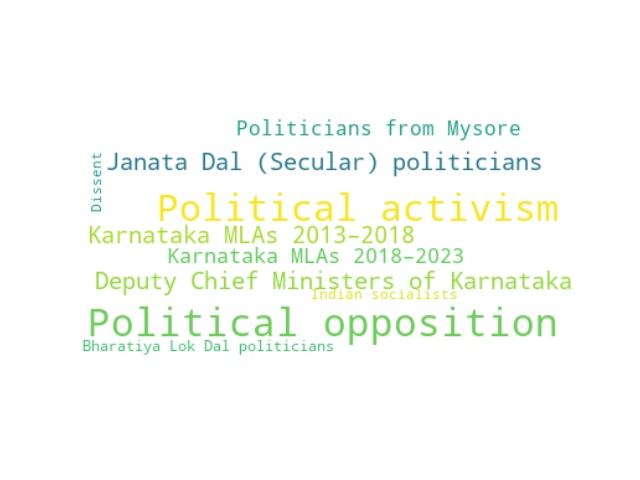 Politicians from Mysore
Dissent
Janata Dal (Secular) politicians
Political activism
Karnataka MLAs 2013–2018
Karnataka MLAs 2018–2023
Deputy Chief Ministers of Karnataka
Indian socialists
Political opposition
Bharatiya Lok Dal politicians